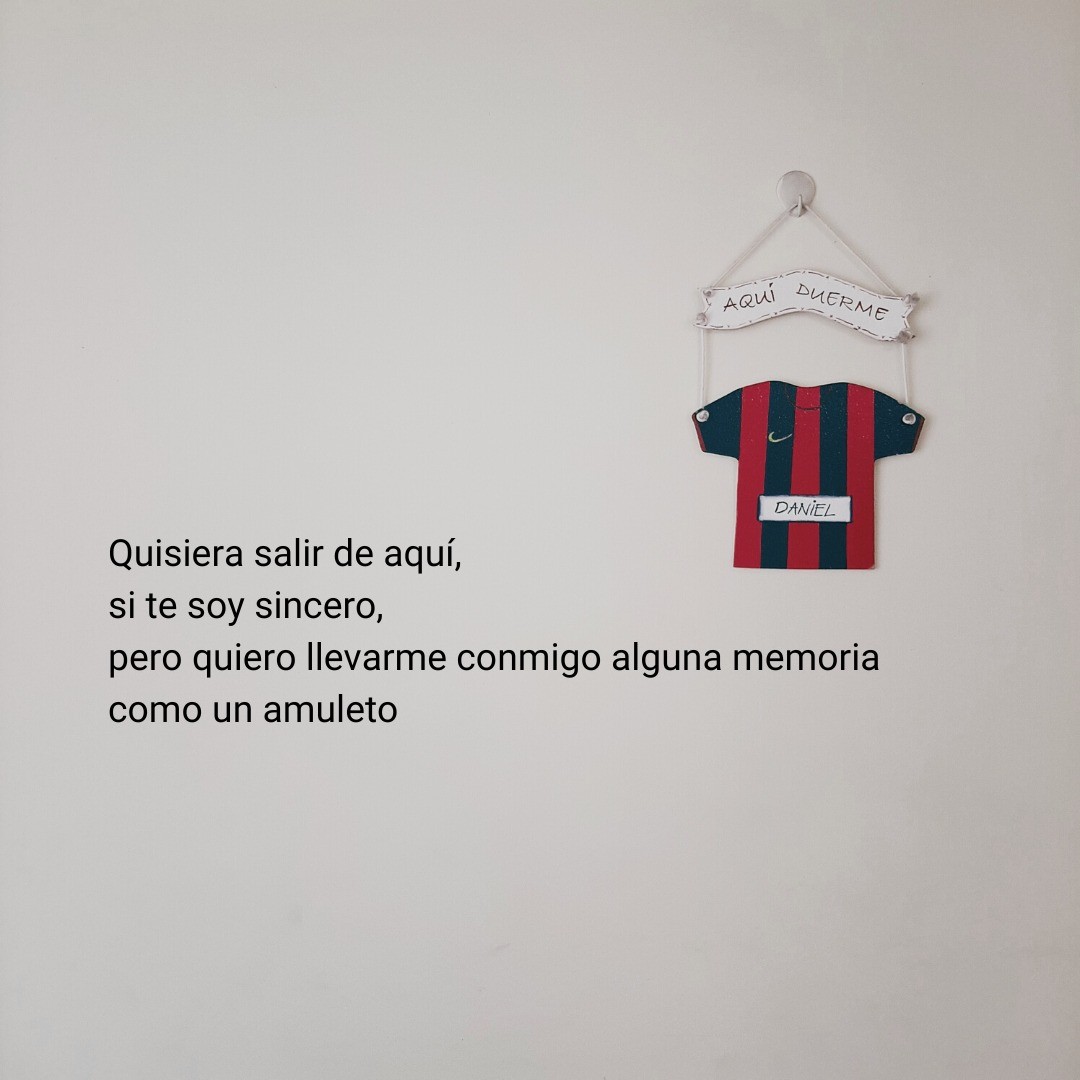 AQUÍ DUERME
DANIEL
Quisiera salir de aquí,
si te soy sincero,
pero quiero llevarme conmigo alguna memoria
como un amuleto